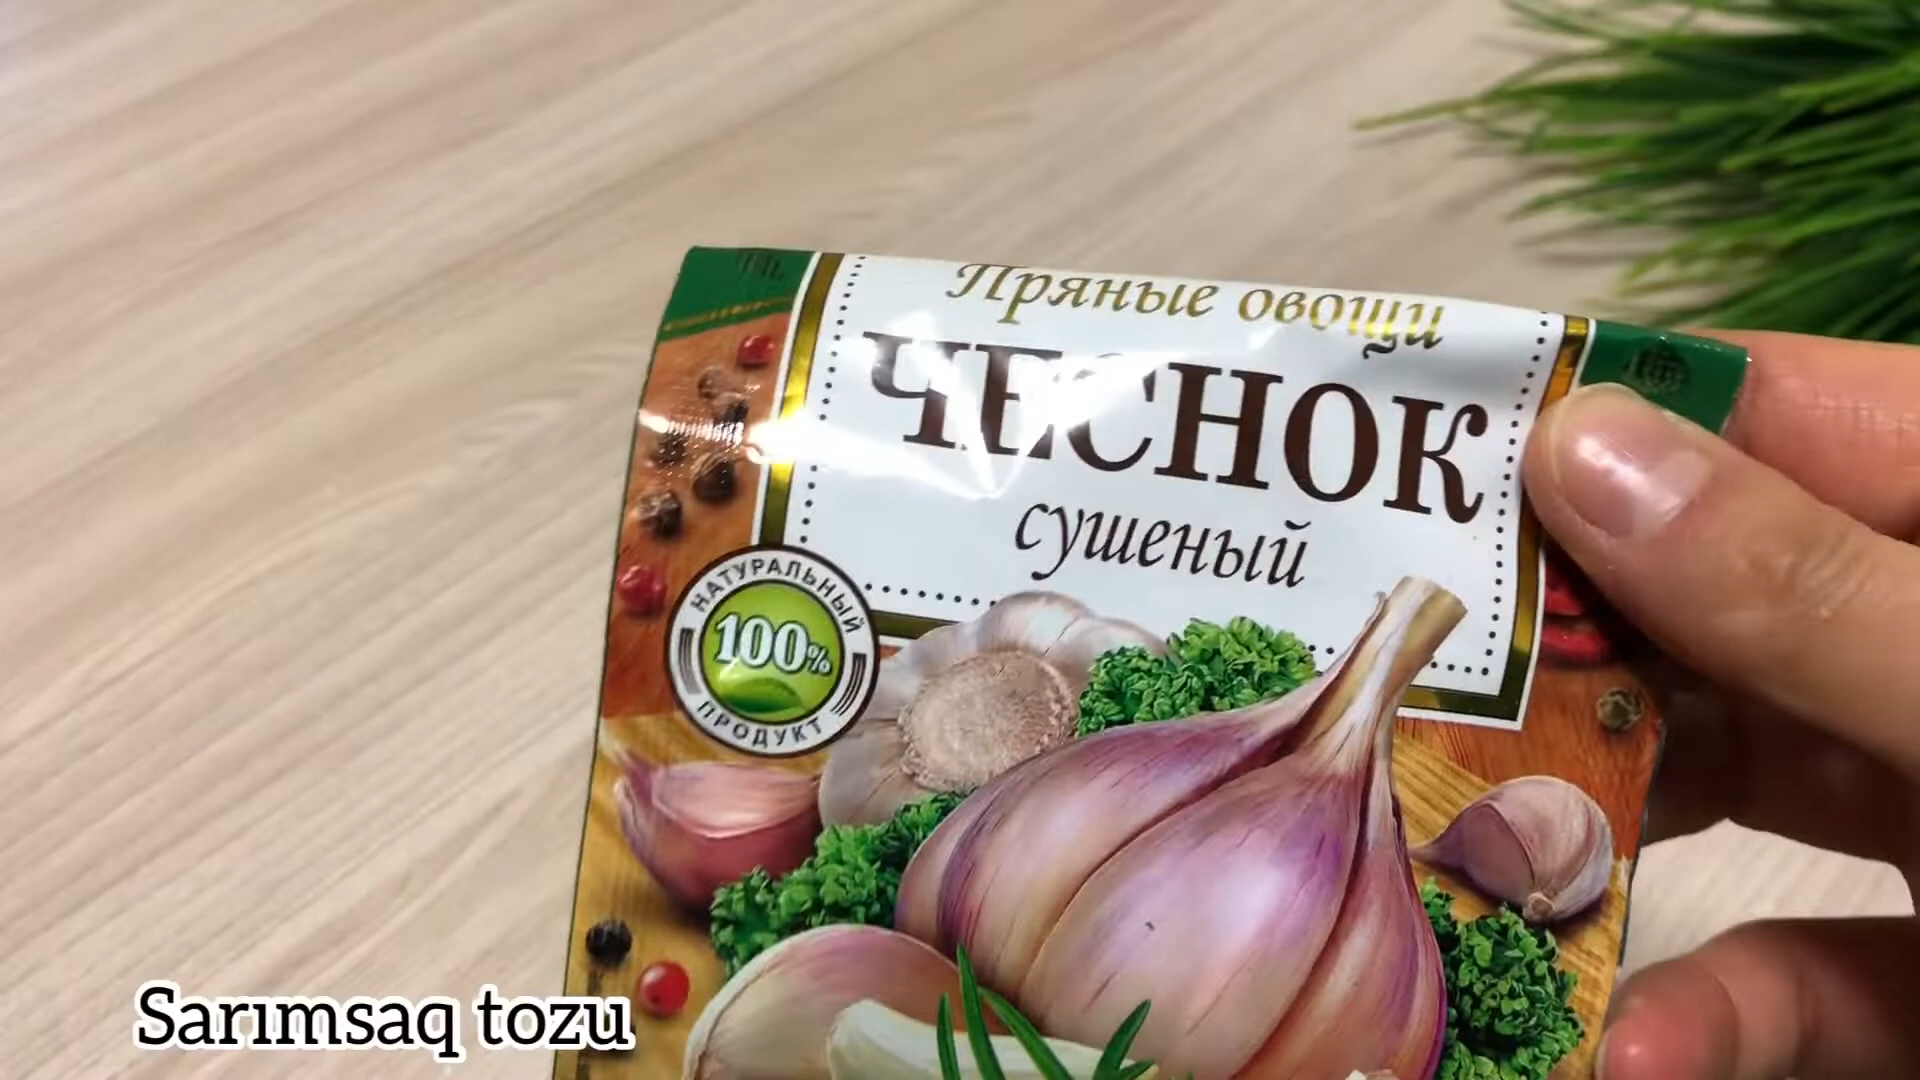 Пряные овощи
ЧЕСНОК
сушеный
НАТУРАЛЬНЫЙ
100%
ПРОДУКТ
Sarımsaq tozu